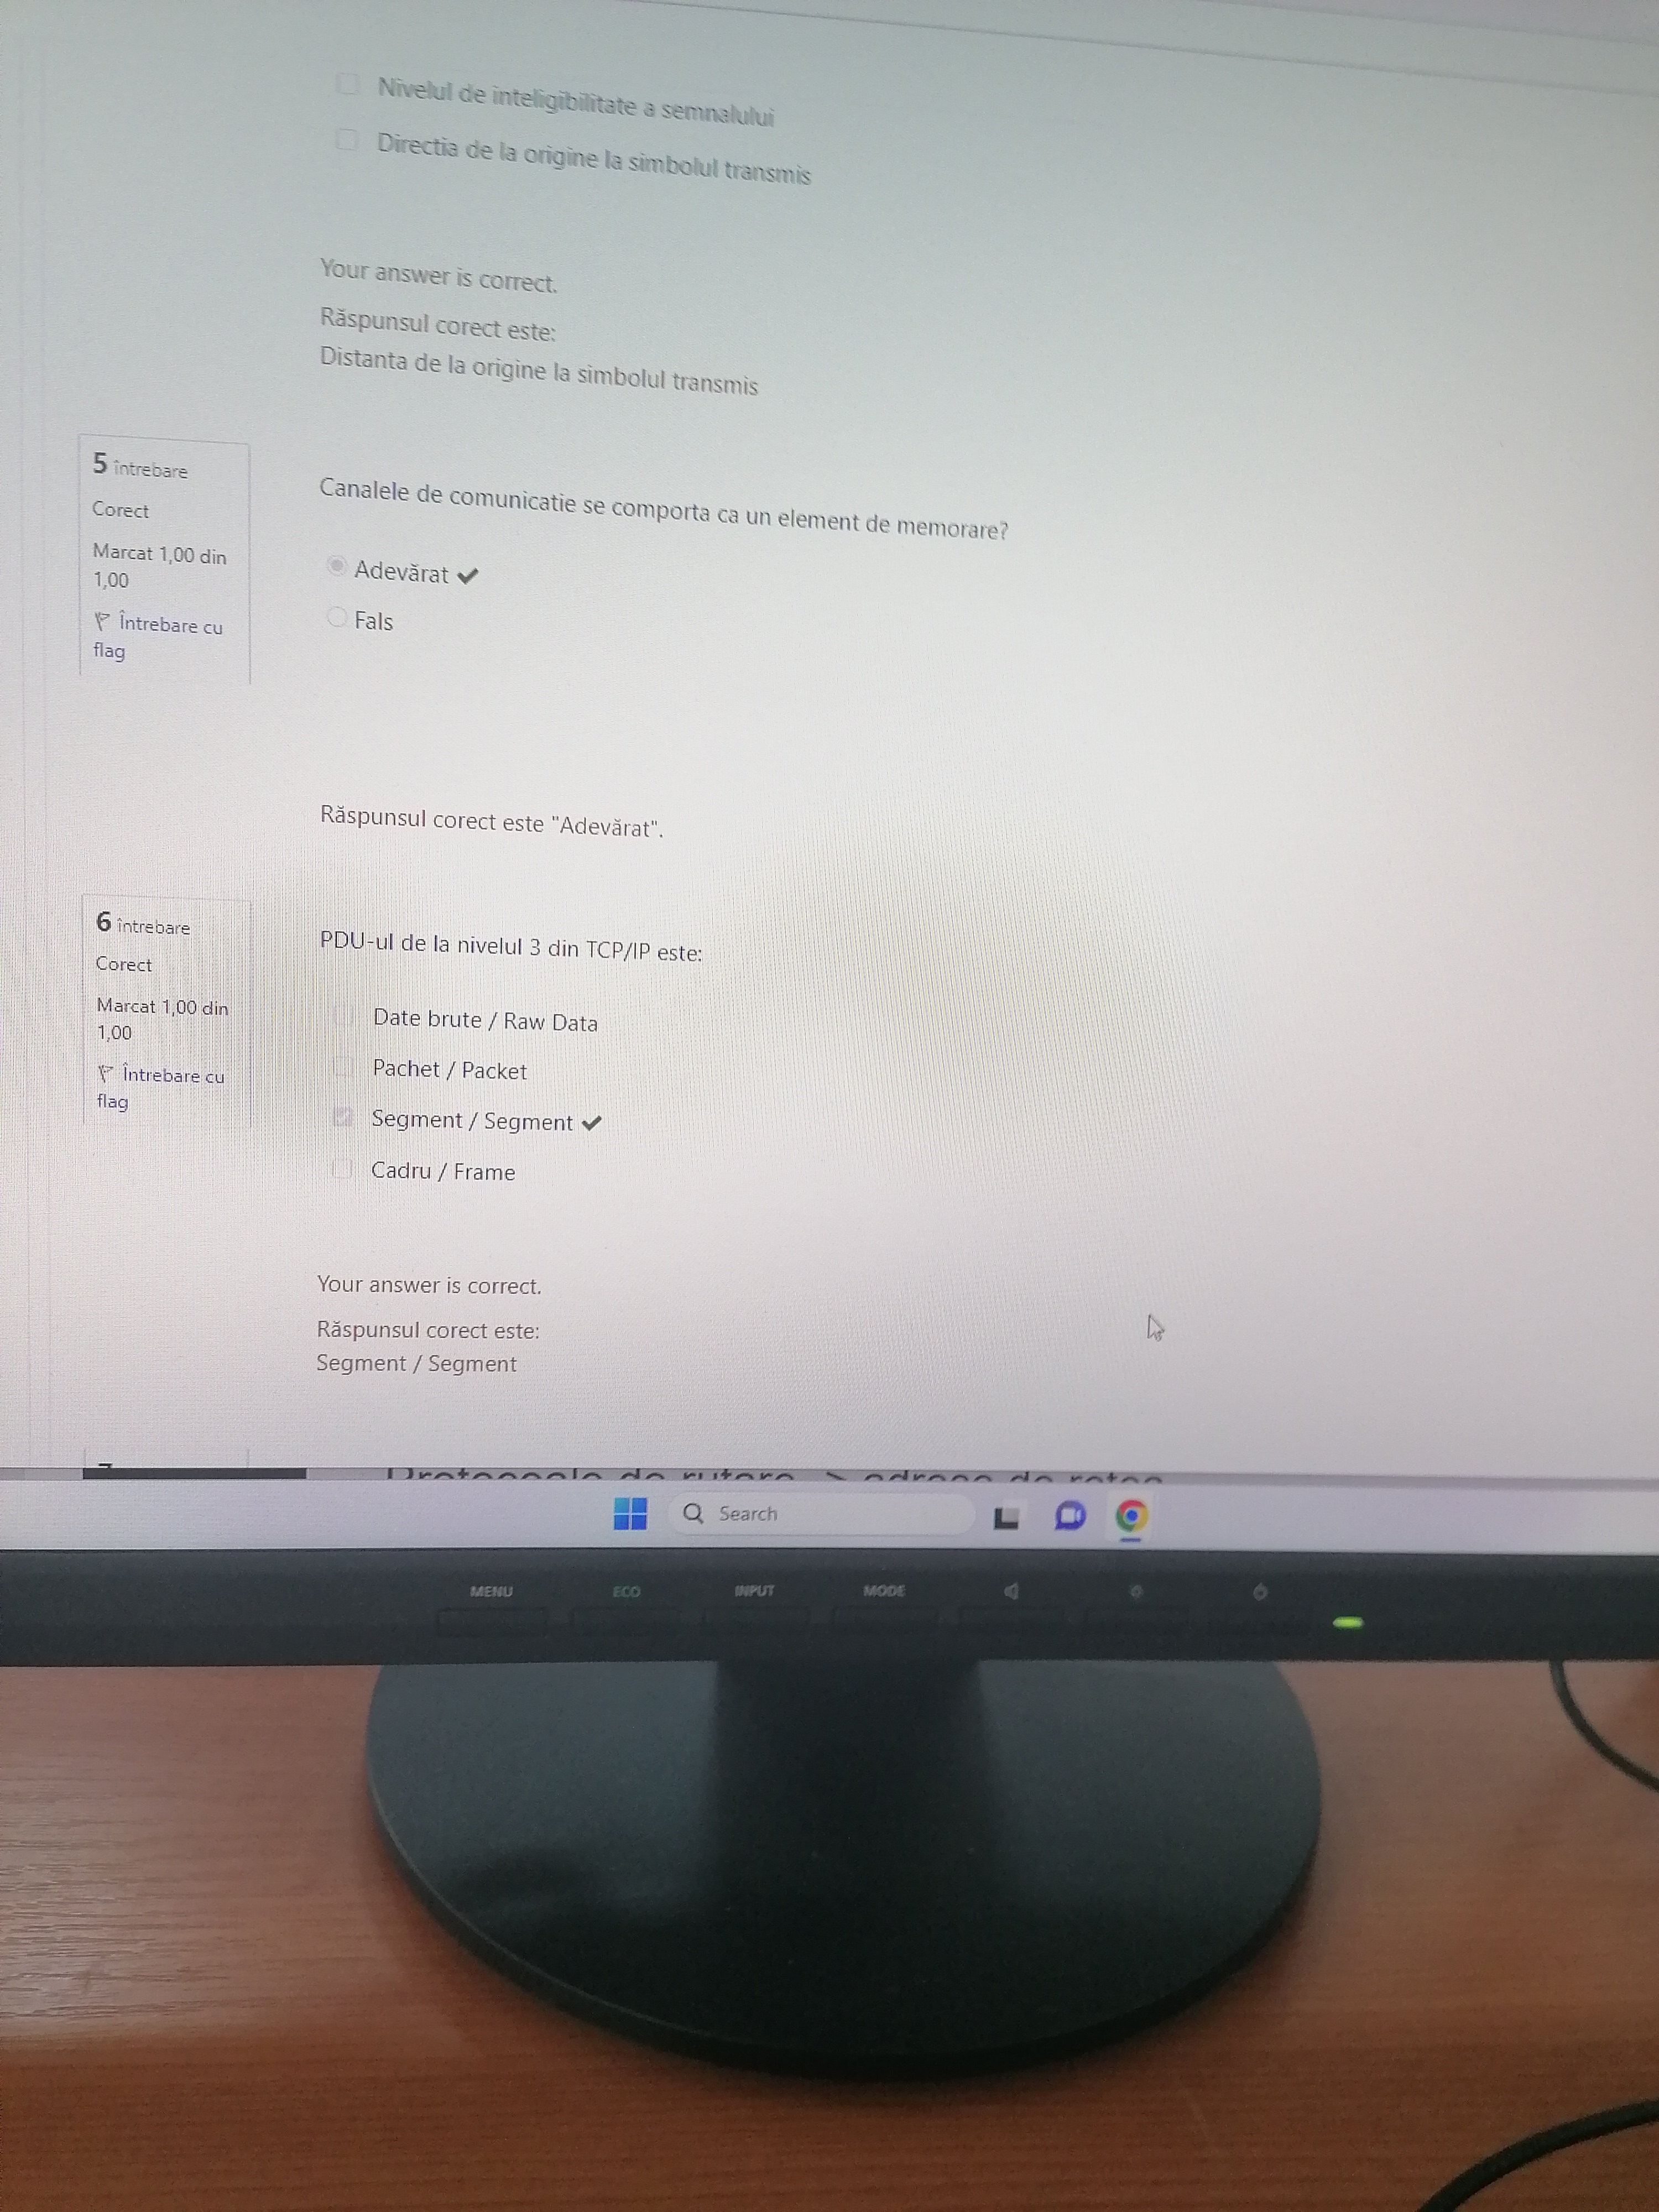 Nivelul de inteligibilitate a semnalului
Directia de la origine la simbolul transmis
Your answer is correct.
Răspunsul corect este:
Distanta de la origine la simbolul transmis
5 întrebare
Corect
Marcat 1,00 din
1,00
Întrebare cu
flag
Canalele de comunicatie se comporta ca un element de memorare?
Adevărat
Fals
Răspunsul corect este "Adevărat".
6 întrebare
Corect
Marcat 1,00 din
1,00
Întrebare cu
flag
PDU-ul de la nivelul 3 din TCP/IP este:
Date brute / Raw Data
Pachet / Packet
Segment / Segment
Cadru / Frame
Your answer is correct.
Răspunsul corect este:
Segment / Segment
Search
MENU ECO INPUT MODE